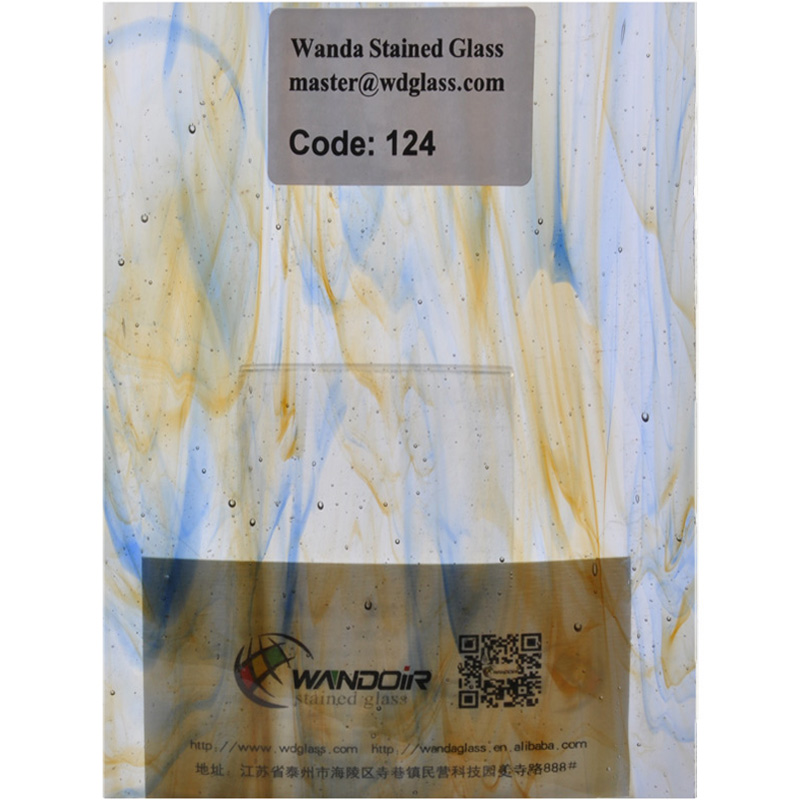 Wanda Stained Glass
master@wdglass.com
Code: 124
WANDOiR
stained glass
http://www.wdglass.com http://wandaglass.en.alibaba.com
地址: 江苏省泰州市海陵区寺巷镇民营科技园麦寺路888#